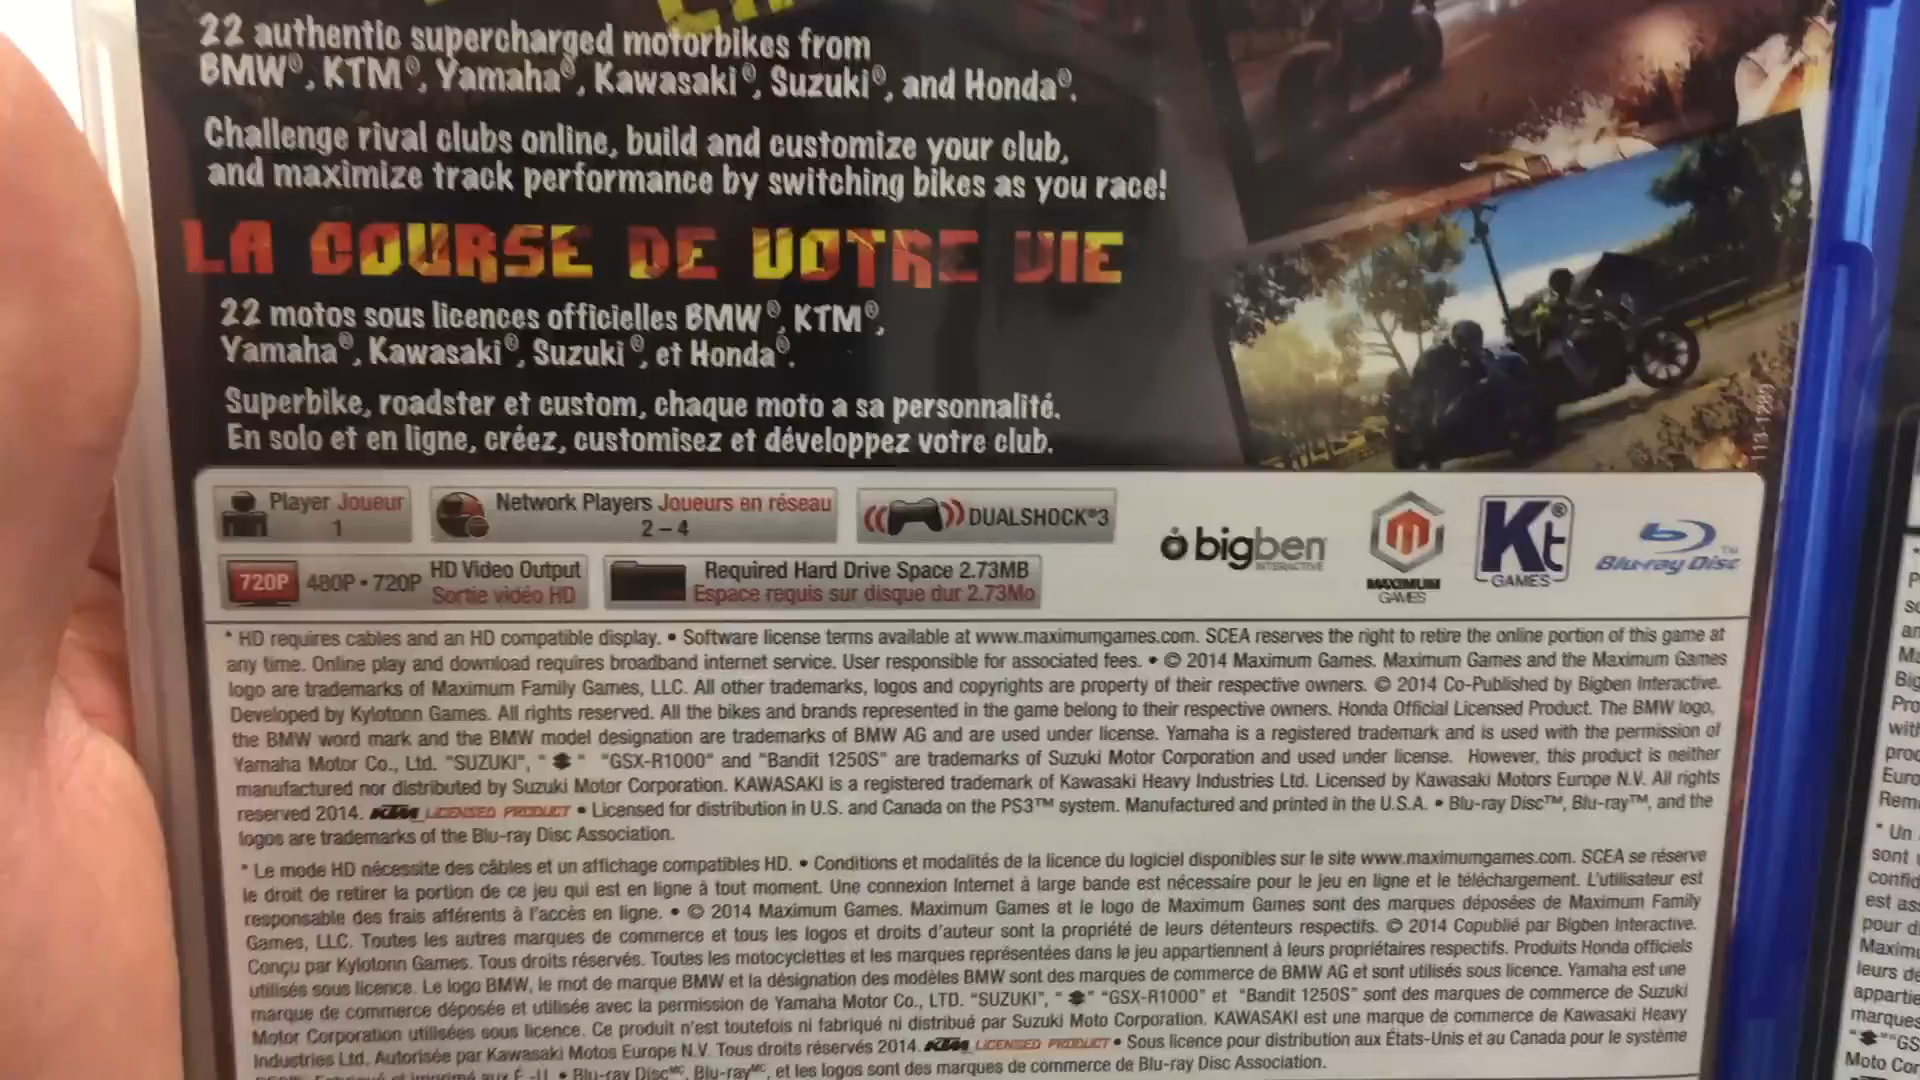 22 authentic supercharged motorbikes from
BMW®, KTM®, Yamaha®, Kawasaki®, Suzuki®, and Honda®.
Challenge rival clubs online, build and customize your club,
and maximize track performance by switching bikes as you race!
LA COURSE DE VOTRE VIE
22 motos sous licences officielles BMW®, KTM®,
Yamaha®, Kawasaki®, Suzuki®, et Honda®.
Superbike, roadster et custom, chaque moto a sa personnalité.
En solo et en ligne, créez, customisez et développez votre club.
113-1289
Player Joueur
1
Network Players Joueurs en réseau
2 – 4
DUALSHOCK®3
720P 480P • 720P
HD Video Output
Sortie vidéo HD
Required Hard Drive Space 2.73MB
Espace requis sur disque dur 2.73Mo
bigben
INTERACTIVE
MAXIMUM
GAMES
Kt®
GAMES
Blu-ray Disc™
* HD requires cables and an HD compatible display. • Software license terms available at www.maximumgames.com. SCEA reserves the right to retire the online portion of this game at
any time. Online play and download requires broadband internet service. User responsible for associated fees. • © 2014 Maximum Games. Maximum Games and the Maximum Games
logo are trademarks of Maximum Family Games, LLC. All other trademarks, logos and copyrights are property of their respective owners. © 2014 Co-Published by Bigben Interactive.
Developed by Kylotonn Games. All rights reserved. All the bikes and brands represented in the game belong to their respective owners. Honda Official Licensed Product. The BMW logo,
the BMW word mark and the BMW model designation are trademarks of BMW AG and are used under license. Yamaha is a registered trademark and is used with the permission of
Yamaha Motor Co., Ltd. "SUZUKI", " " "GSX-R1000" and "Bandit 1250S" are trademarks of Suzuki Motor Corporation and used under license. However, this product is neither
manufactured nor distributed by Suzuki Motor Corporation. KAWASAKI is a registered trademark of Kawasaki Heavy Industries Ltd. Licensed by Kawasaki Motors Europe N.V. All rights
reserved 2014. KTM LICENSED PRODUCT • Licensed for distribution in U.S. and Canada on the PS3™ system. Manufactured and printed in the U.S.A. • Blu-ray Disc™, Blu-ray™, and the
logos are trademarks of the Blu-ray Disc Association.
* Le mode HD nécessite des câbles et un affichage compatibles HD. • Conditions et modalités de la licence du logiciel disponibles sur le site www.maximumgames.com. SCEA se réserve
le droit de retirer la portion de ce jeu qui est en ligne à tout moment. Une connexion Internet à large bande est nécessaire pour le jeu en ligne et le téléchargement. L'utilisateur est
responsable des frais afférents à l'accès en ligne. • © 2014 Maximum Games. Maximum Games et le logo de Maximum Games sont des marques déposées de Maximum Family
Games, LLC. Toutes les autres marques de commerce et tous les logos et droits d'auteur sont la propriété de leurs détenteurs respectifs. © 2014 Copublié par Bigben Interactive.
Conçu par Kylotonn Games. Tous droits réservés. Toutes les motocyclettes et les marques représentées dans le jeu appartiennent à leurs propriétaires respectifs. Produits Honda officiels
utilisés sous licence. Le logo BMW, le mot de marque BMW et la désignation des modèles BMW sont des marques de commerce de BMW AG et sont utilisés sous licence. Yamaha est une
marque de commerce déposée et utilisée avec la permission de Yamaha Motor Co., LTD. "SUZUKI", " " "GSX-R1000" et "Bandit 1250S" sont des marques de commerce de Suzuki
Motor Corporation utilisées sous licence. Ce produit n'est toutefois ni fabriqué ni distribué par Suzuki Moto Corporation. KAWASAKI est une marque de commerce de Kawasaki Heavy
Industries Ltd. Autorisée par Kawasaki Motos Europe N.V. Tous droits réservés 2014. KTM LICENSED PRODUCT • Sous licence pour distribution aux États-Unis et au Canada pour le système
É.-U. • Blu-ray Disc MC, Blu-ray MC, et les logos sont des marques de commerce de Blu-ray Disc Association.